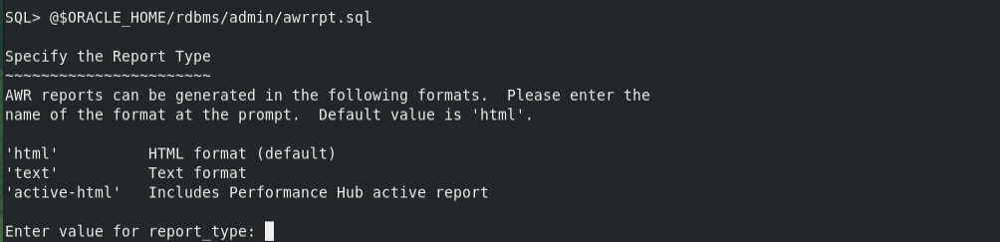 SQL> @$ORACLE_HOME/rdbms/admin/awrrpt.sql
Specify the Report Type
~~~~~~~~~~~~~~~~~~~~~~~
AWR reports can be generated in the following formats.  Please enter the
name of the format at the prompt.  Default value is 'html'.
'html'          HTML format (default)
'text'          Text format
'active-html'   Includes Performance Hub active report
Enter value for report_type: